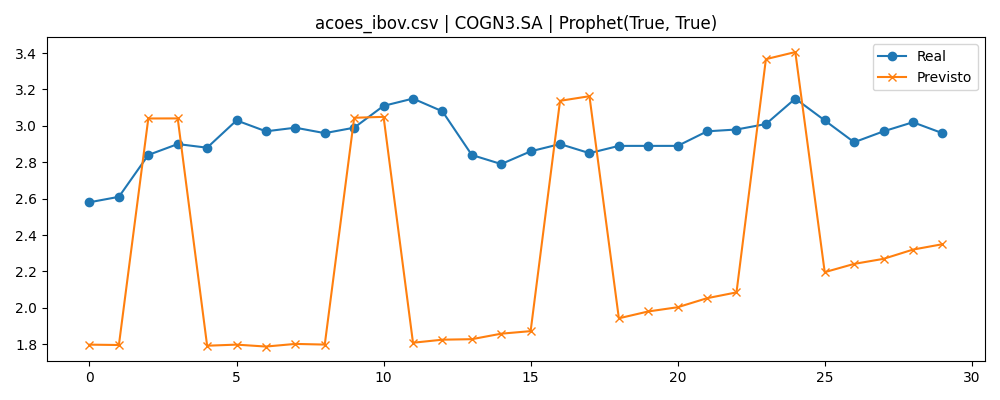 acoes_ibov.csv | COGN3.SA | Prophet(True, True)
Real
Previsto
3.4
3.2
3.0
2.8
2.6
2.4
2.2
2.0
1.8
0 5 10 15 20 25 30